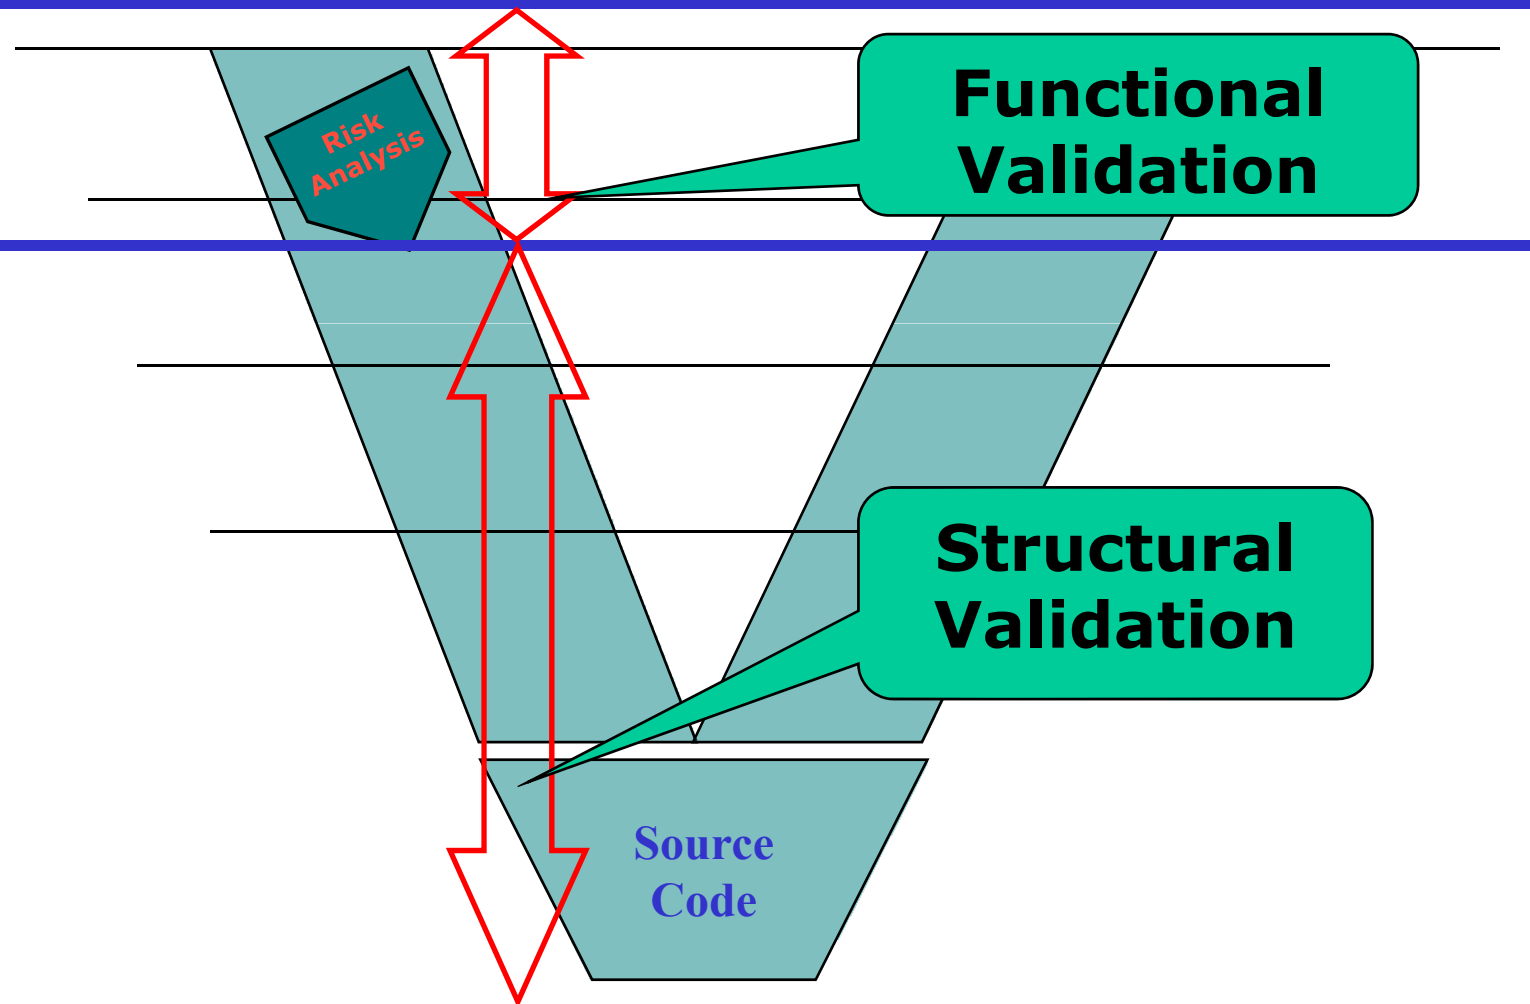 Functional
Validation
Risk
Analysis
Structural
Validation
Source
Code